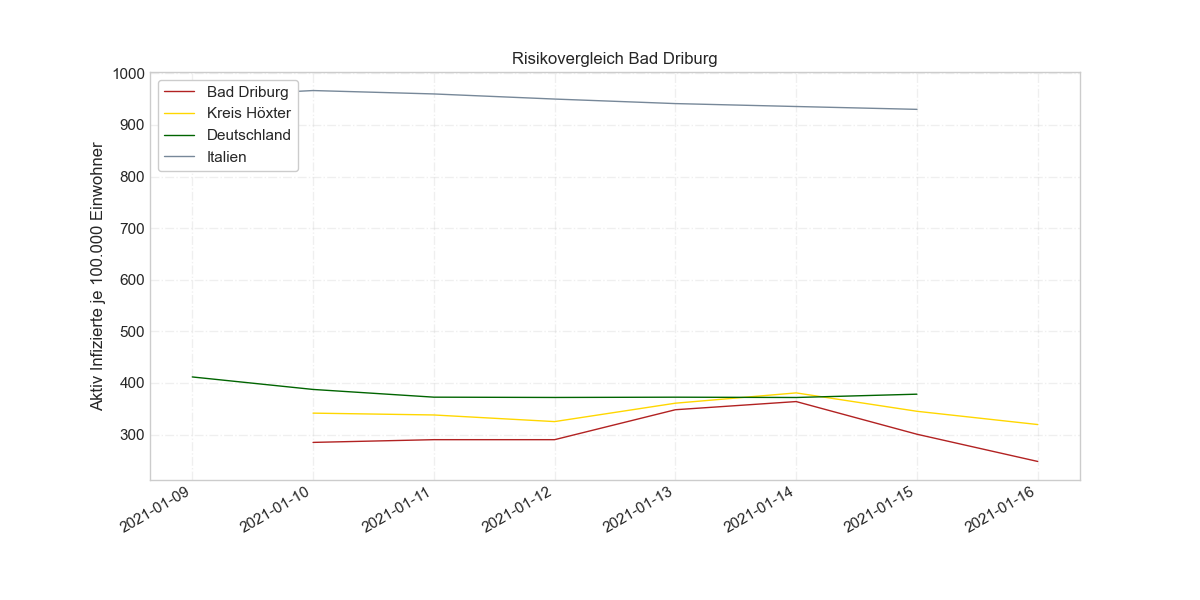 Risikovergleich Bad Driburg
Aktiv Infizierte je 100.000 Einwohner
1000
900
800
700
600
500
400
300
Bad Driburg
Kreis Höxter
Deutschland
Italien
2021-01-09
2021-01-10
2021-01-11
2021-01-12
2021-01-13
2021-01-14
2021-01-15
2021-01-16